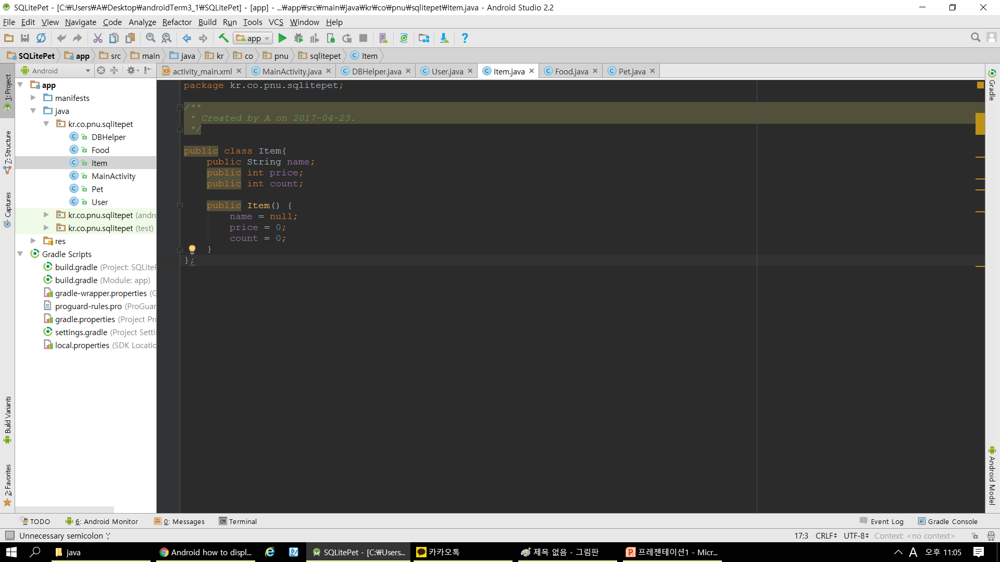 SQLitePet - [C:₩Users₩A₩Desktop₩androidTerm3_1₩SQLitePet] - [app] - ...₩app₩src₩main₩java₩kr₩co₩pnu₩sqlitepet₩Item.java - Android Studio 2.2
File Edit View Navigate Code Analyze Refactor Build Run Tools VCS Window Help
app
SQLitePet app src main java kr co pnu sqlitepet Item
1: Project
Z: Structure
Captures
Build Variants
2: Favorites
Android
app
manifests
java
kr.co.pnu.sqlitepet
DBHelper
Food
Item
MainActivity
Pet
User
kr.co.pnu.sqlitepet (andro
kr.co.pnu.sqlitepet (test)
res
Gradle Scripts
build.gradle (Project: SQLiteP
build.gradle (Module: app)
gradle-wrapper.properties (G
proguard-rules.pro (ProGuar
gradle.properties (Project Pro
settings.gradle (Project Setti
local.properties (SDK Locatio
activity_main.xml MainActivity.java DBHelper.java User.java Item.java Food.java Pet.java
package kr.co.pnu.sqlitepet;
/**
* Created by A on 2017-04-23.
*/
public class Item{
public String name;
public int price;
public int count;
public Item() {
name = null;
price = 0;
count = 0;
}
};
Gradle
Android Model
TODO 6: Android Monitor 0: Messages Terminal Event Log Gradle Console
Unnecessary semicolon ';' 17:3 CRLF UTF-8 Context: <no context>
java Android how to displ... SQLitePet - [C:₩Users... 카카오톡 제목 없음 - 그림판 프레젠테이션1 - Micr... A 오후 11:05